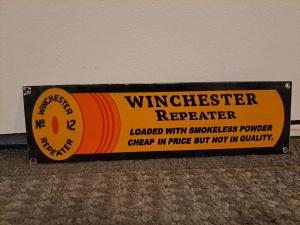 WINCHESTER
No 12
REPEATER
WINCHESTER
REPEATER
LOADED WITH SMOKELESS POWDER
CHEAP IN PRICE BUT NOT IN QUALITY.